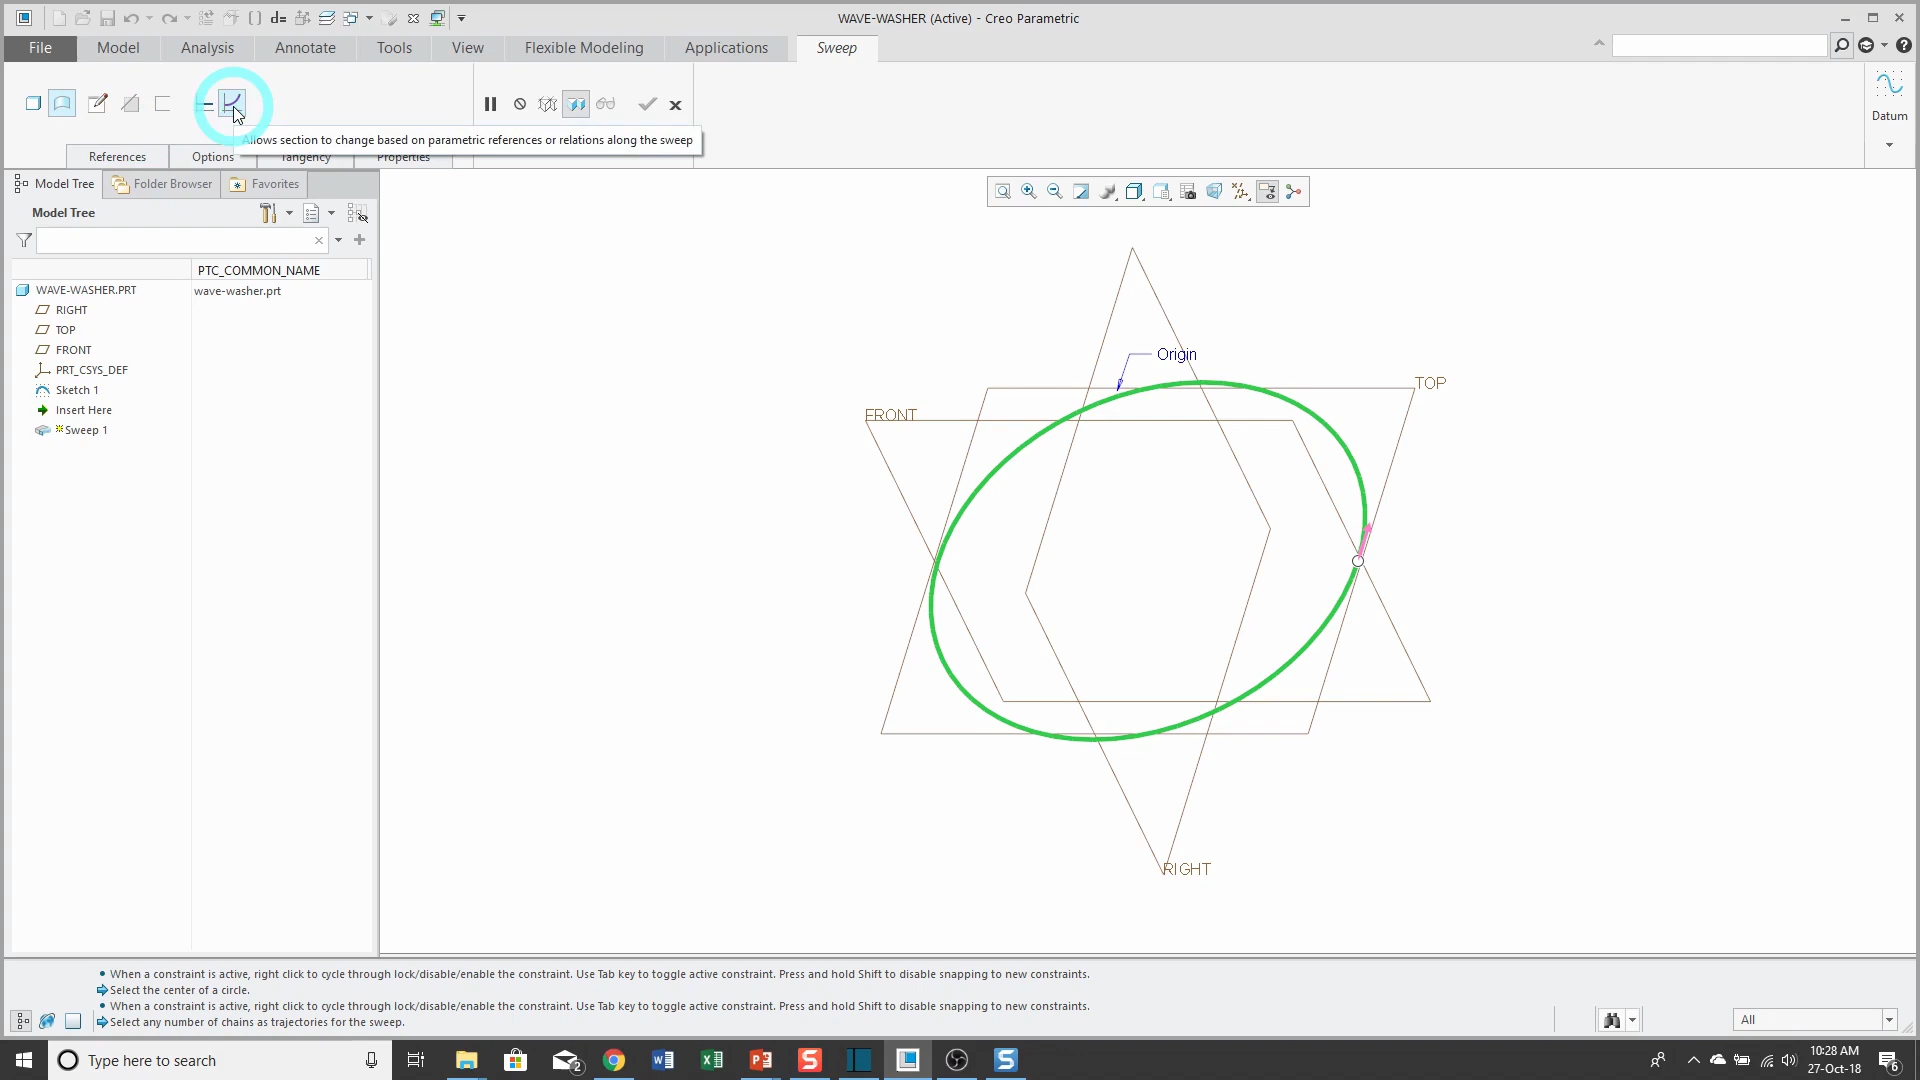 WAVE-WASHER (Active) - Creo Parametric
d=
File Model Analysis Annotate Tools View Flexible Modeling Applications Sweep
Allows section to change based on parametric references or relations along the sweep
References Options Tangency Properties
Datum
Model Tree Folder Browser Favorites
Model Tree
PTC_COMMON_NAME
WAVE-WASHER.PRT wave-washer.prt
RIGHT
TOP
FRONT
PRT_CSYS_DEF
Sketch 1
Insert Here
Sweep 1
Origin
TOP
FRONT
RIGHT
When a constraint is active, right click to cycle through lock/disable/enable the constraint. Use Tab key to toggle active constraint. Press and hold Shift to disable snapping to new constraints.
Select the center of a circle.
When a constraint is active, right click to cycle through lock/disable/enable the constraint. Use Tab key to toggle active constraint. Press and hold Shift to disable snapping to new constraints.
Select any number of chains as trajectories for the sweep.
All
Type here to search
2
10:28 AM
27-Oct-18
6